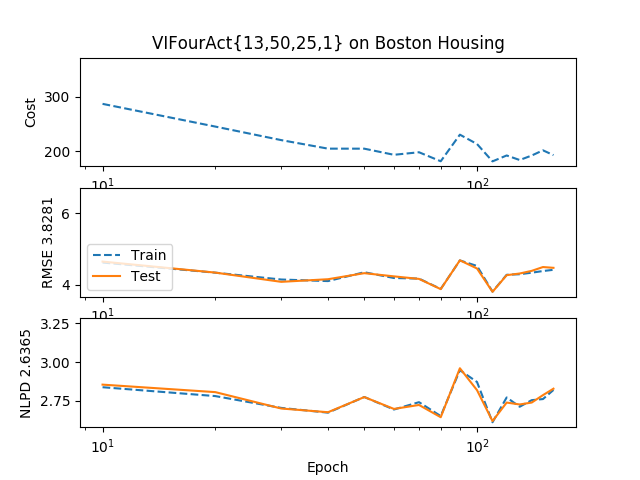 VIFourAct{13,50,25,1} on Boston Housing
Cost
300
200
10¹
10²
RMSE 3.8281
6
4
Train
Test
10¹
10²
NLPD 2.6365
3.25
3.00
2.75
10¹
10²
Epoch